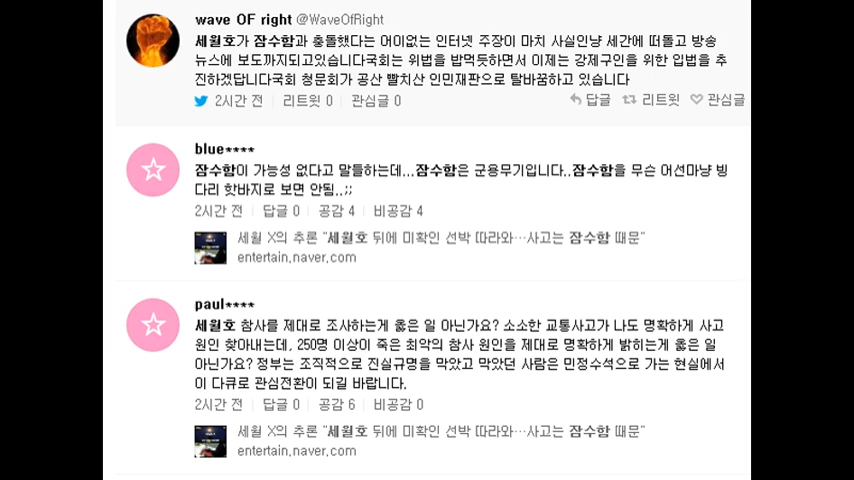 wave OF right @WaveOfRight
세월호가 잠수함과 충돌했다는 어이없는 인터넷 주장이 마치 사실인냥 세간에 떠돌고 방송
뉴스에 보도까지되고있습니다국회는 위법을 밥먹듯하면서 이제는 강제구인을 위한 입법을 추
진하겠답니다국회 청문회가 공산 빨치산 인민재판으로 탈바꿈하고 있습니다
2시간 전 리트윗 0 관심글 0 답글 리트윗 관심글
blue****
잠수함이 가능성 없다고 말들하는데...잠수함은 군용무기입니다..잠수함을 무슨 어선마냥 빙
다리 핫바지로 보면 안됨..;;
2시간 전 답글 0 공감 4 비공감 4
세월 X의 추론 "세월호 뒤에 미확인 선박 따라와…사고는 잠수함 때문"
entertain.naver.com
paul****
세월호 참사를 제대로 조사하는게 옳은 일 아닌가요? 소소한 교통사고가 나도 명확하게 사고
원인 찾아내는데, 250명 이상이 죽은 최악의 참사 원인을 제대로 명확하게 밝히는게 옳은 일
아닌가요? 정부는 조직적으로 진실규명을 막았고 막았던 사람은 민정수석으로 가는 현실에서
이 다큐로 관심전환이 되길 바랍니다.
2시간 전 답글 0 공감 6 비공감 0
세월 X의 추론 "세월호 뒤에 미확인 선박 따라와…사고는 잠수함 때문"
entertain.naver.com